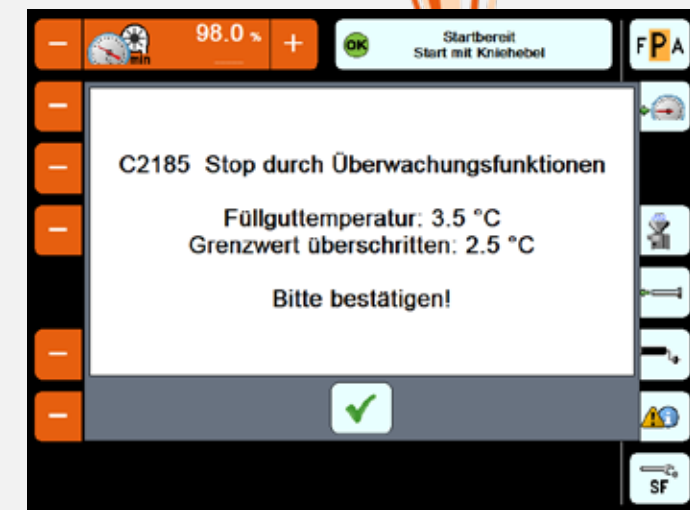 98.0 %
min
OK
Startbereit
Start mit Kniehebel
FPA
C2185 Stop durch Überwachungsfunktionen
Füllguttemperatur: 3.5 °C
Grenzwert überschritten: 2.5 °C
Bitte bestätigen!
SF